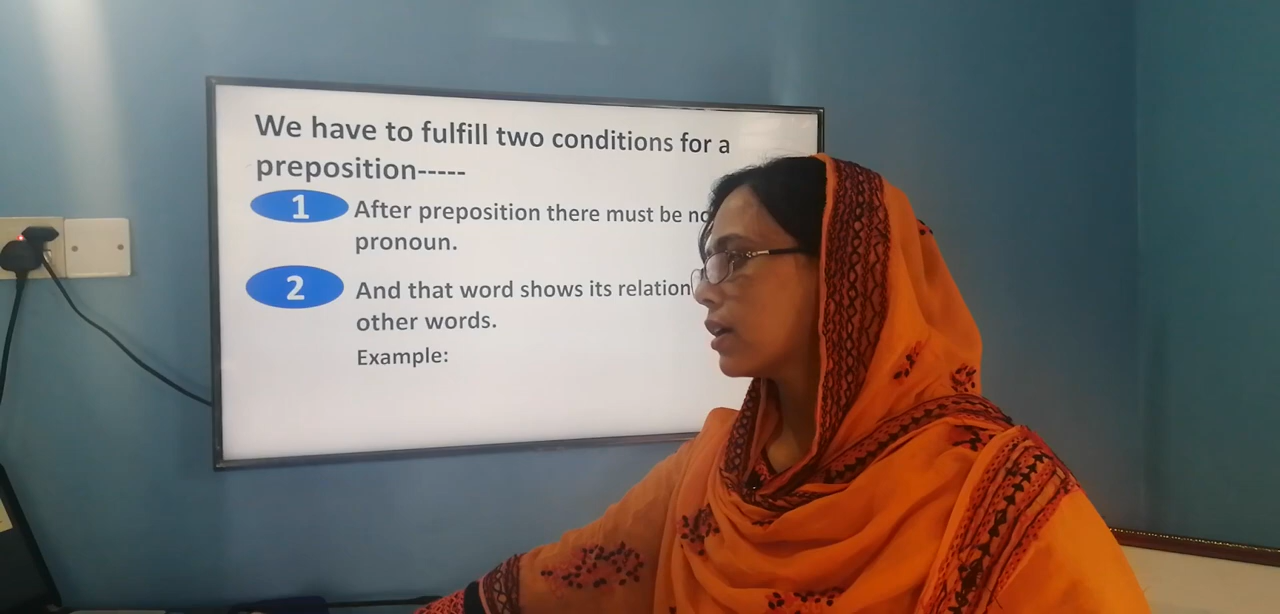 We have to fulfill two conditions for a
preposition-----
1 After preposition there must be
pronoun.
2 And that word shows its relation
other words.
Example: